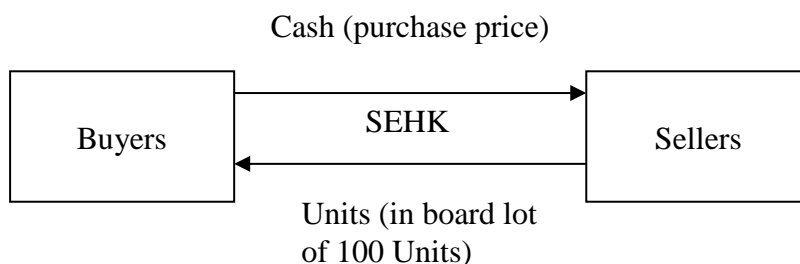 Cash (purchase price)
Buyers
SEHK
Sellers
Units (in board lot
of 100 Units)